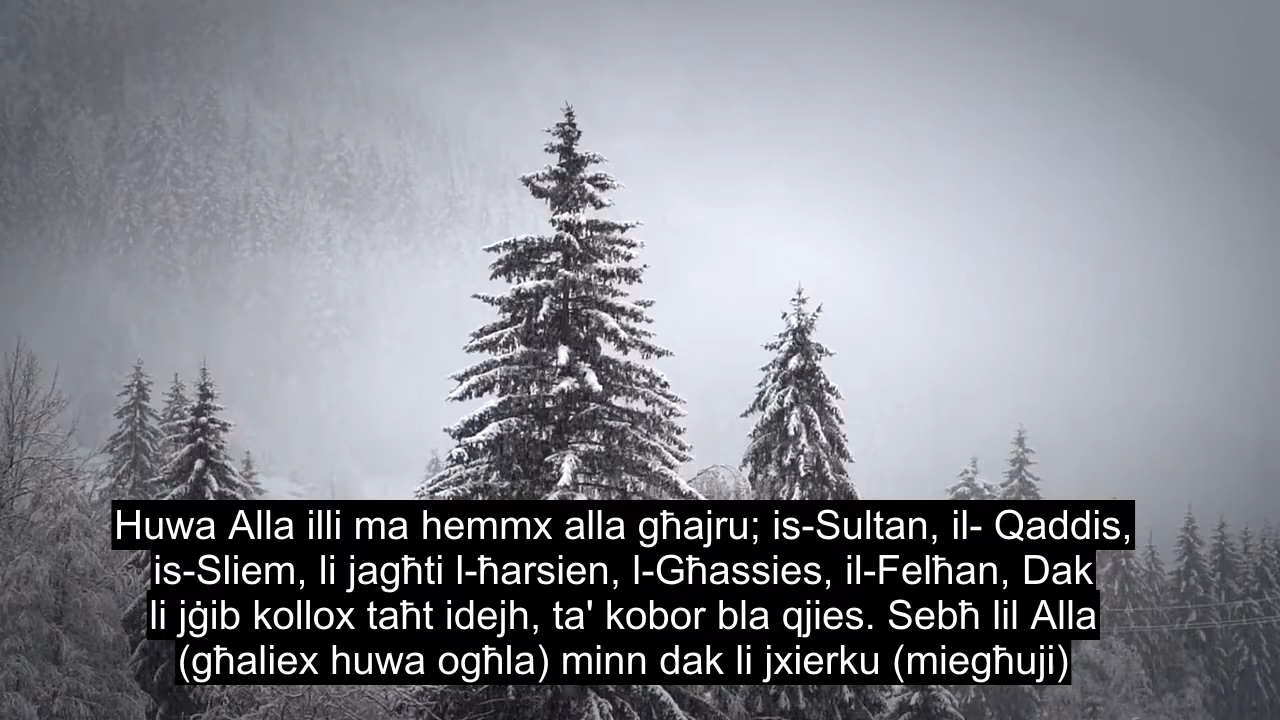 Huwa Alla illi ma hemmx alla għajru; is-Sultan, il- Qaddis,
is-Sliem, li jagħti l-ħarsien, l-Għassies, il-Felħan, Dak
li jġib kollox taħt idejh, ta' kobor bla qjies. Sebħ lil Alla
(għaliex huwa ogħla) minn dak li jxierku (miegħuji)